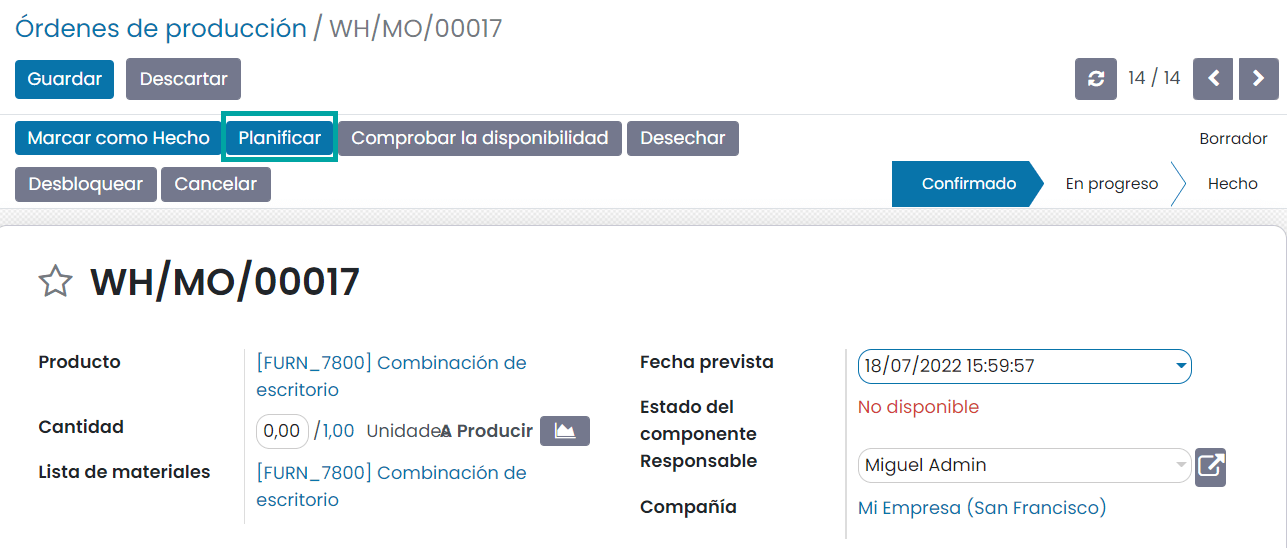 Órdenes de producción / WH/MO/00017
Guardar Descartar 14 / 14
Marcar como Hecho Planificar Comprobar la disponibilidad Desechar Borrador
Desbloquear Cancelar Confirmado En progreso Hecho
WH/MO/00017
Producto [FURN_7800] Combinación de
escritorio
Cantidad 0,00 /1,00 Unidades A Producir
Lista de materiales [FURN_7800] Combinación de
escritorio
Fecha prevista 18/07/2022 15:59:57
Estado del No disponible
componente
Responsable Miguel Admin
Compañía Mi Empresa (San Francisco)